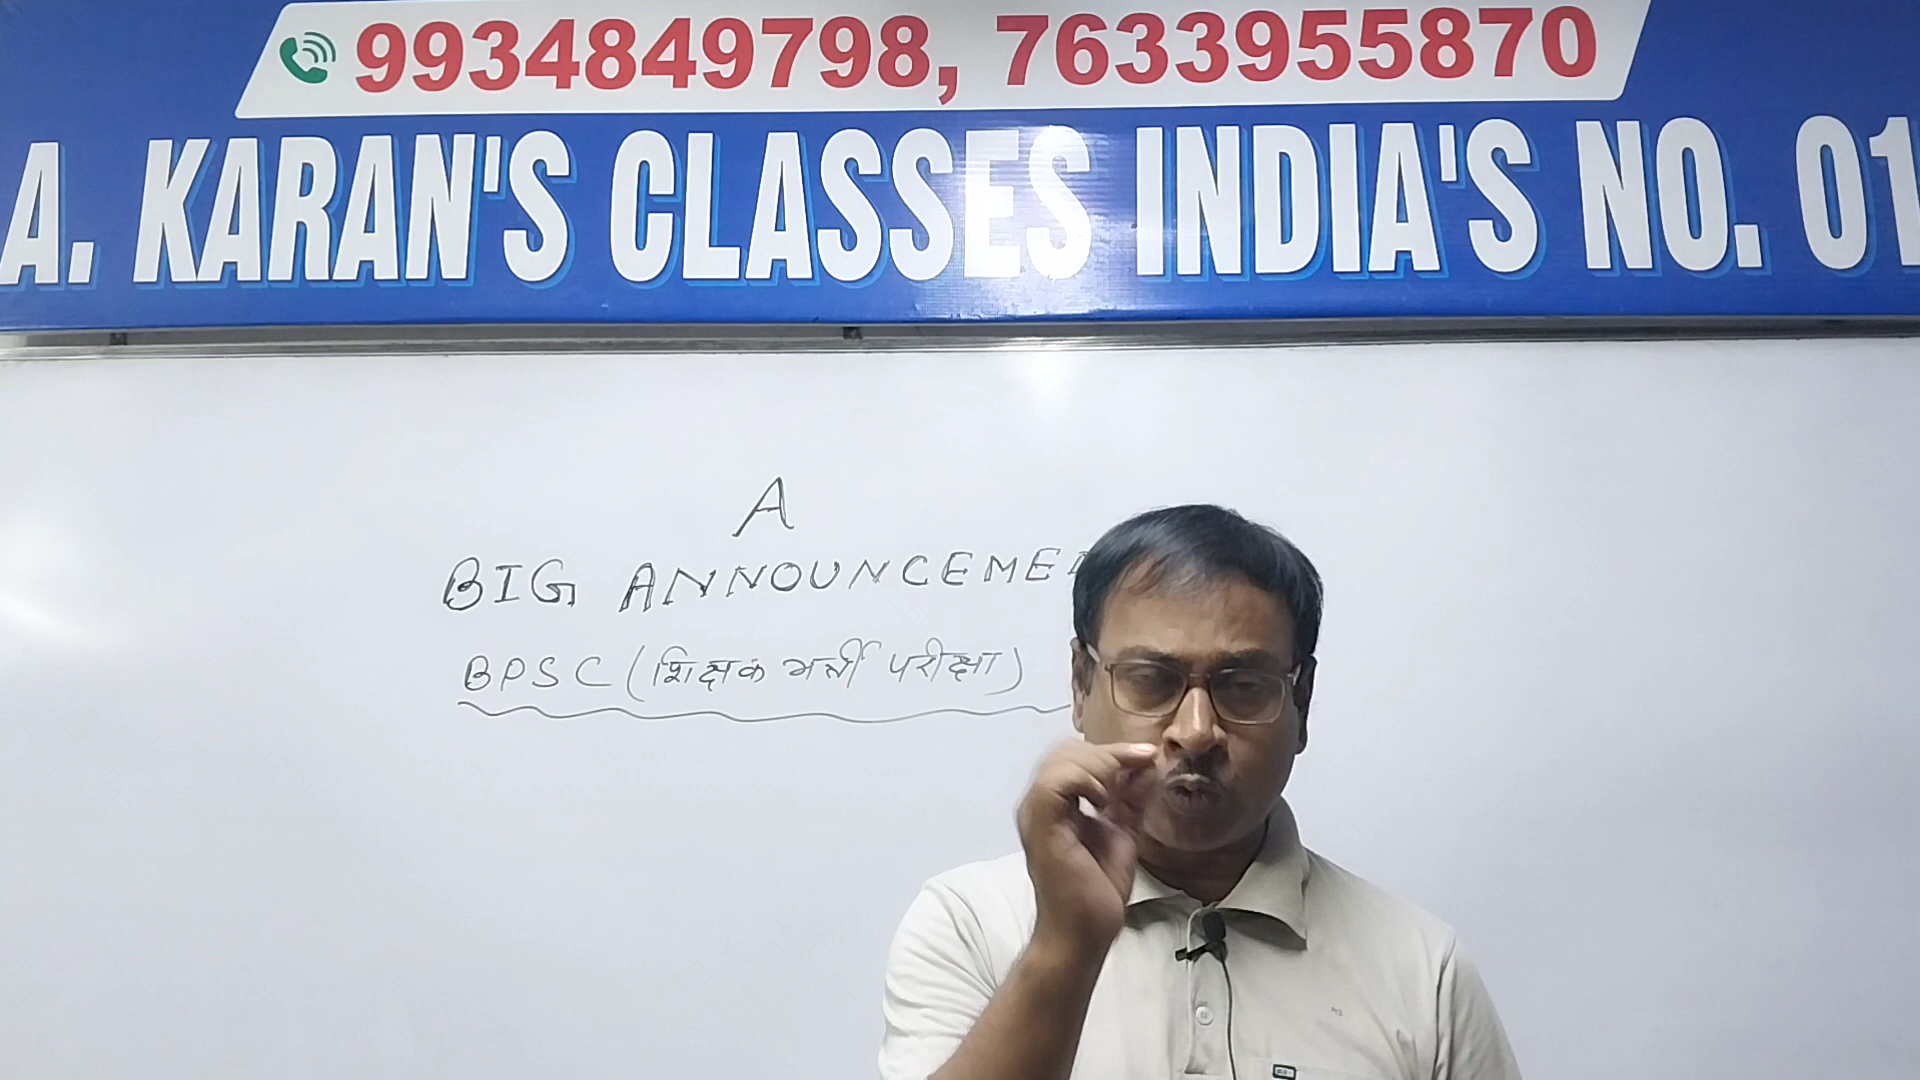 9934849798, 7633955870
A. KARAN'S CLASSES INDIA'S NO. 01
A
BIG ANNOUNCEME
BPSC (शिक्षक भर्ती परीक्षा)